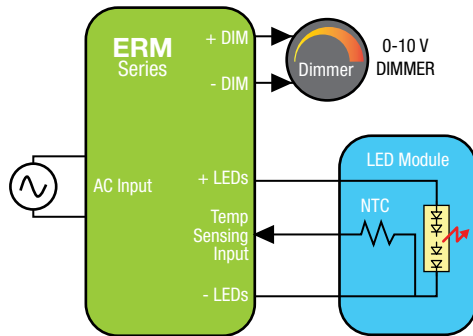 ERM
Series
+ DIM
- DIM
Dimmer
0-10 V
DIMMER
AC Input
+ LEDs
Temp
Sensing
Input
- LEDs
LED Module
NTC